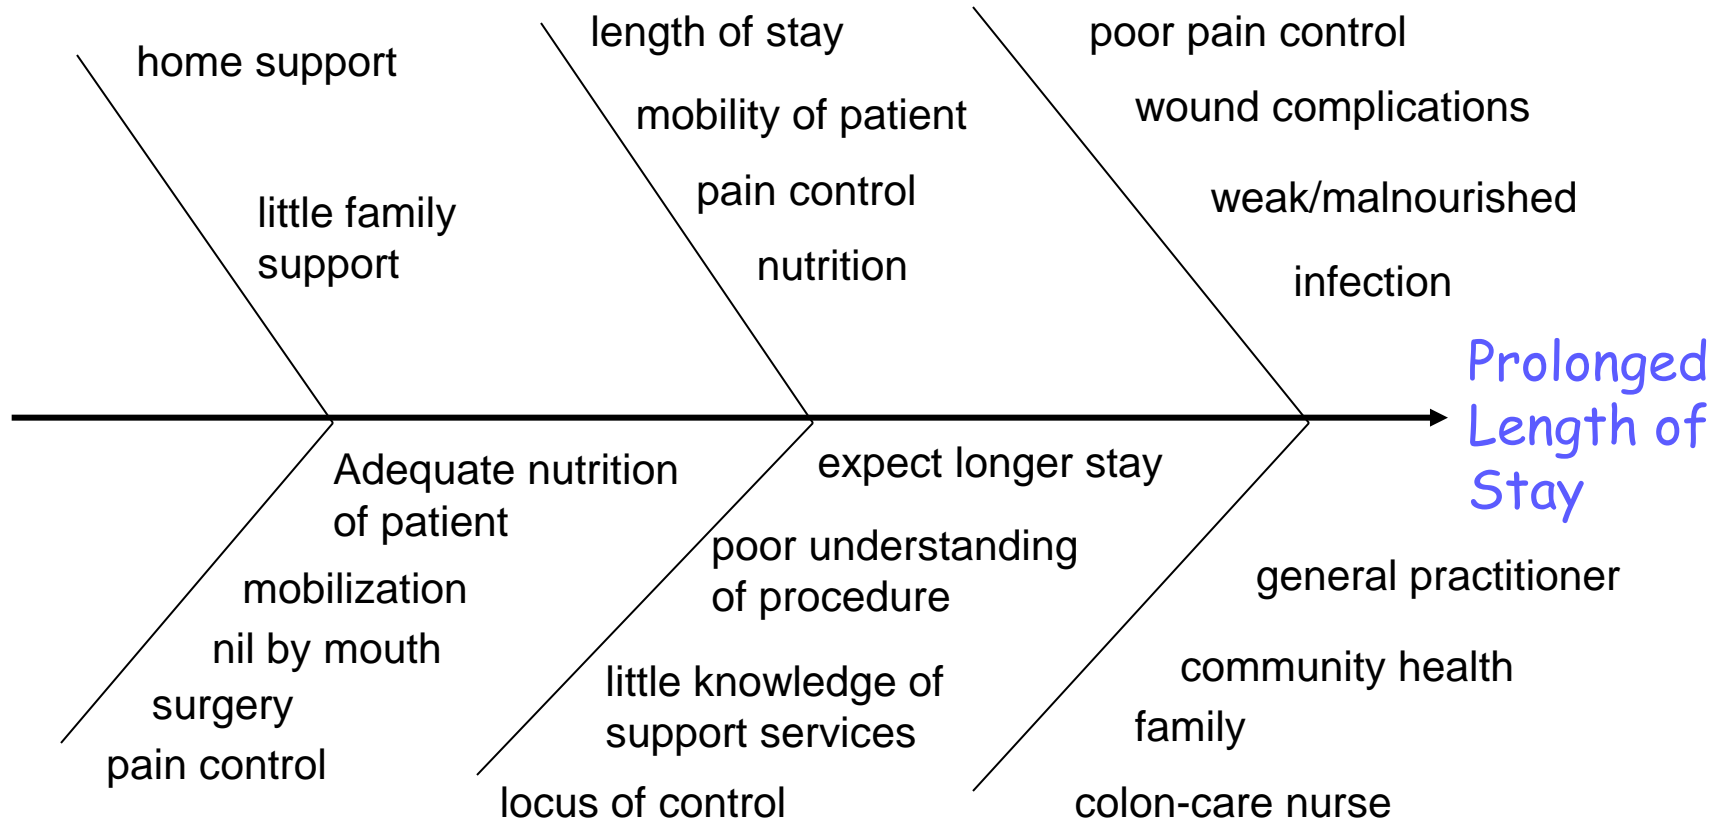 home support
little family
support
length of stay
mobility of patient
pain control
nutrition
poor pain control
wound complications
weak/malnourished
infection
Prolonged
Length of
Stay
Adequate nutrition
of patient
mobilization
nil by mouth
surgery
pain control
expect longer stay
poor understanding
of procedure
little knowledge of
support services
locus of control
general practitioner
community health
family
colon-care nurse